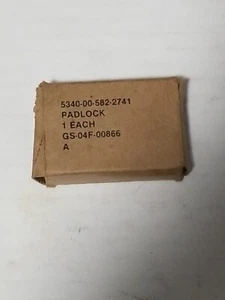 5340-00-582-2741
PADLOCK
1 EACH
GS-04F-00866
A